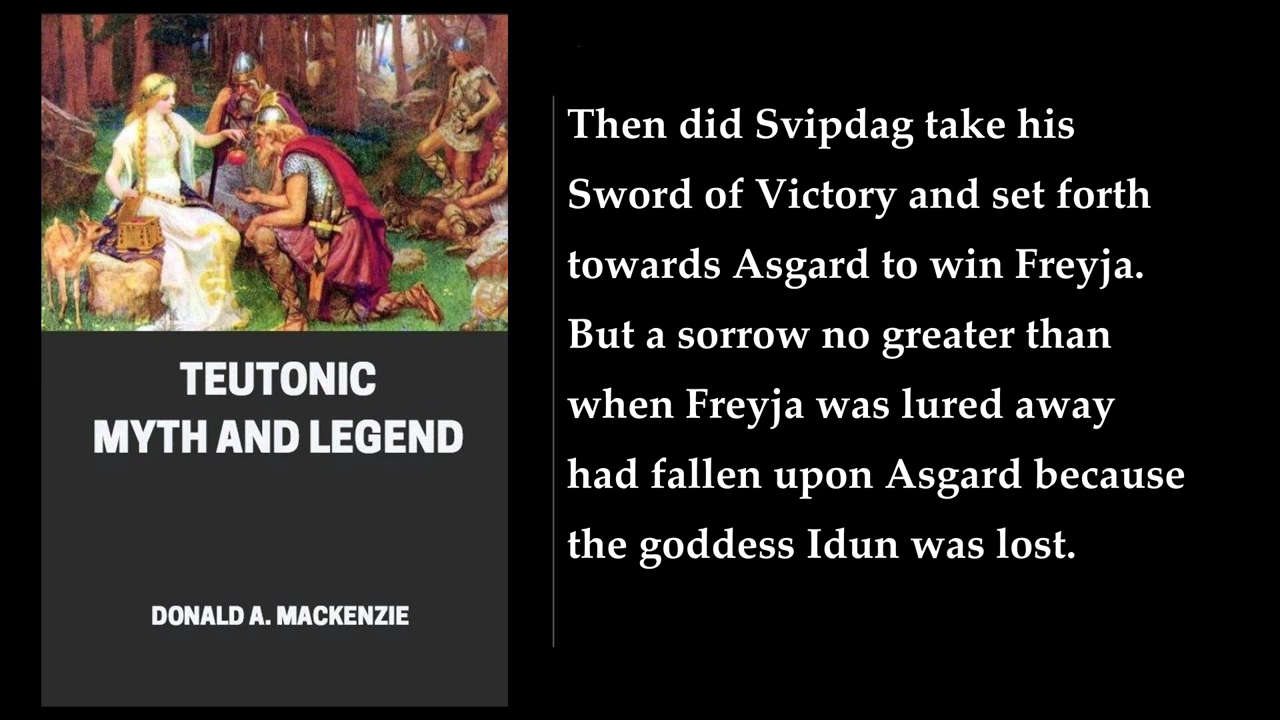 TEUTONIC
MYTH AND LEGEND
DONALD A. MACKENZIE
Then did Svipdag take his
Sword of Victory and set forth
towards Asgard to win Freyja.
But a sorrow no greater than
when Freyja was lured away
had fallen upon Asgard because
the goddess Idun was lost.